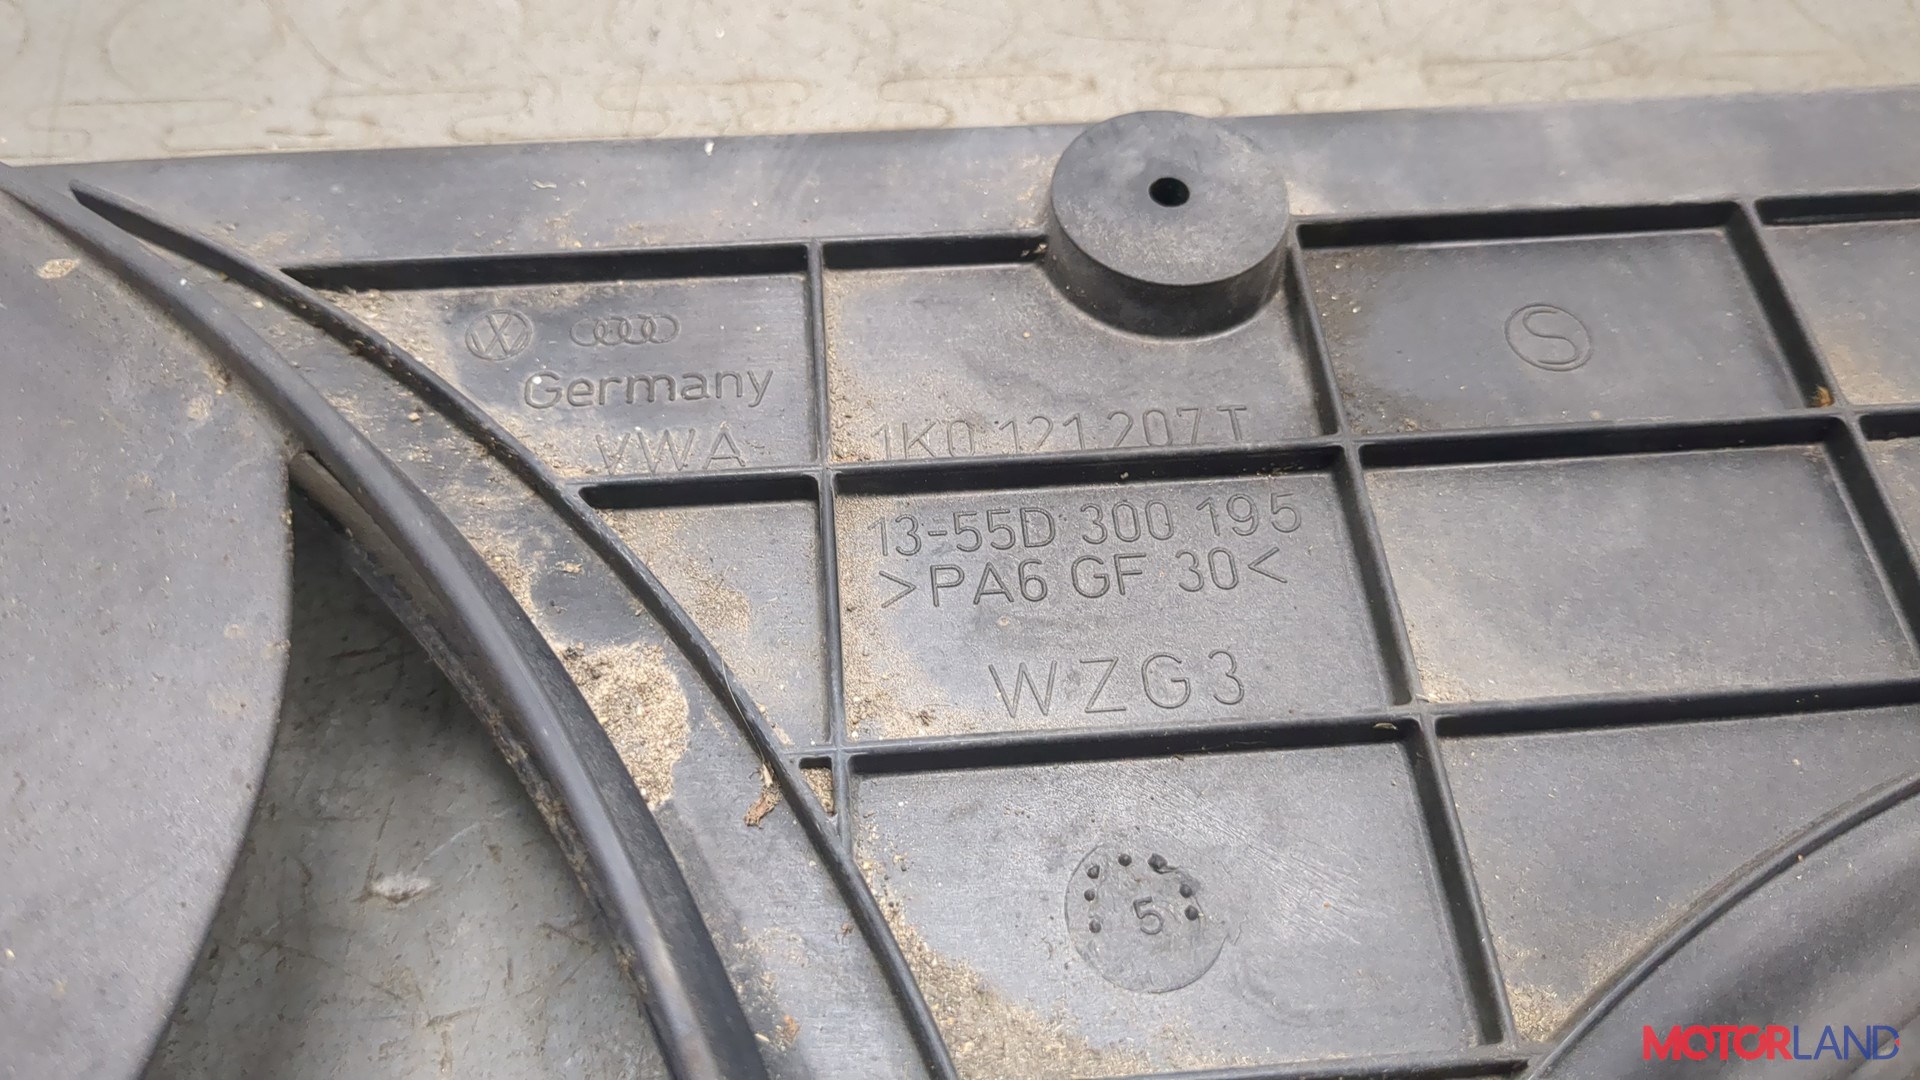 Germany
VWA
1K0 121 207 T
S
13-55D 300 195
>PA6 GF 30<
WZG3
5
MOTORLAND